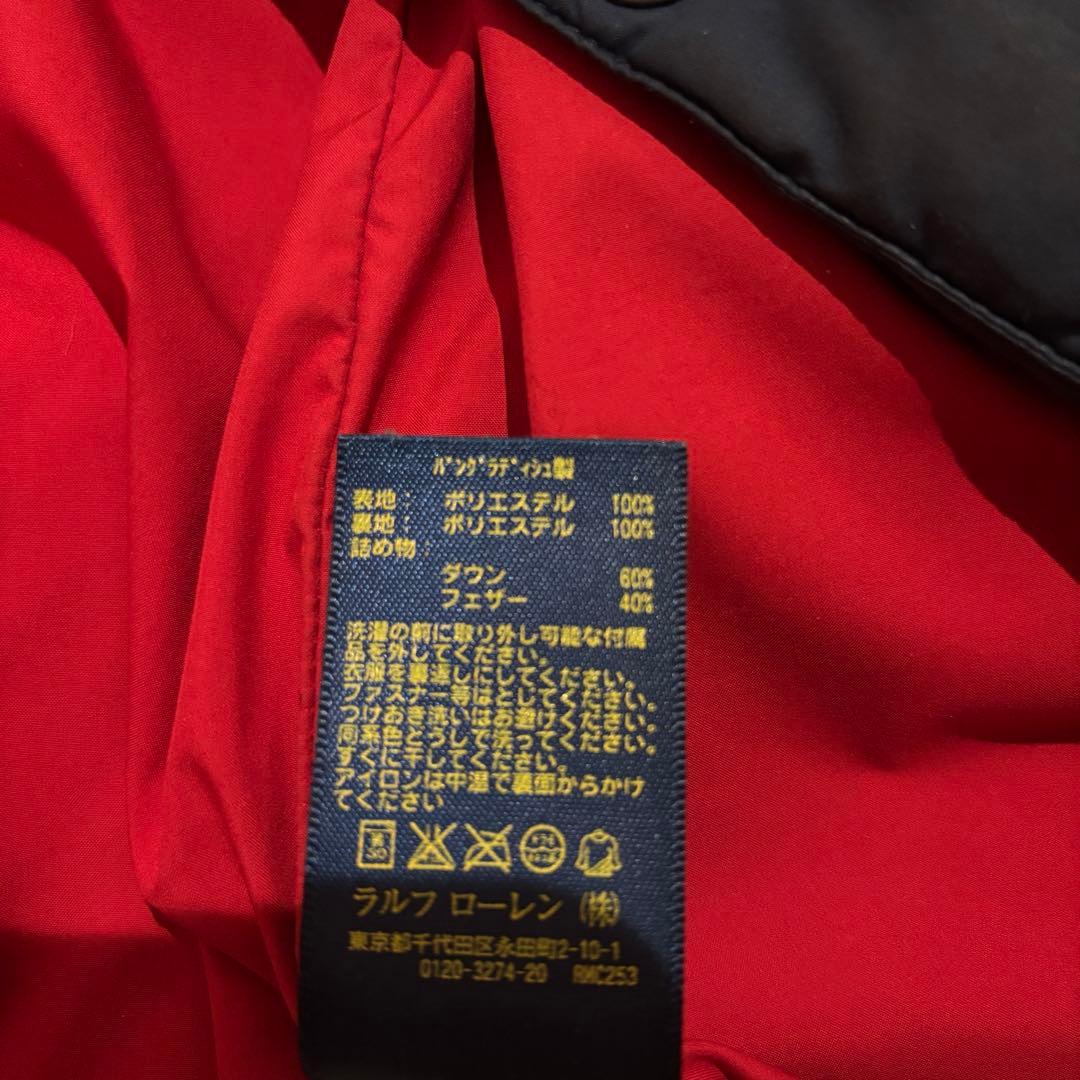 ﾊﾞﾝｸﾞﾗﾃﾞｨｼｭ製
表地: ポリエステル 100%
裏地: ポリエステル 100%
詰め物:
ダウン 60%
フェザー 40%
洗濯の前に取り外し可能な付属
品を外してください。
衣服を裏返しにしてください。
ファスナー等はとじてください。
つけおき洗いはお避けください。
同系色どうしで洗ってください。
すぐに干してください。
アイロンは中温で裏面からかけ
てください
ラルフ ローレン (株)
東京都千代田区永田町2-10-1
0120-3274-20 RMC253